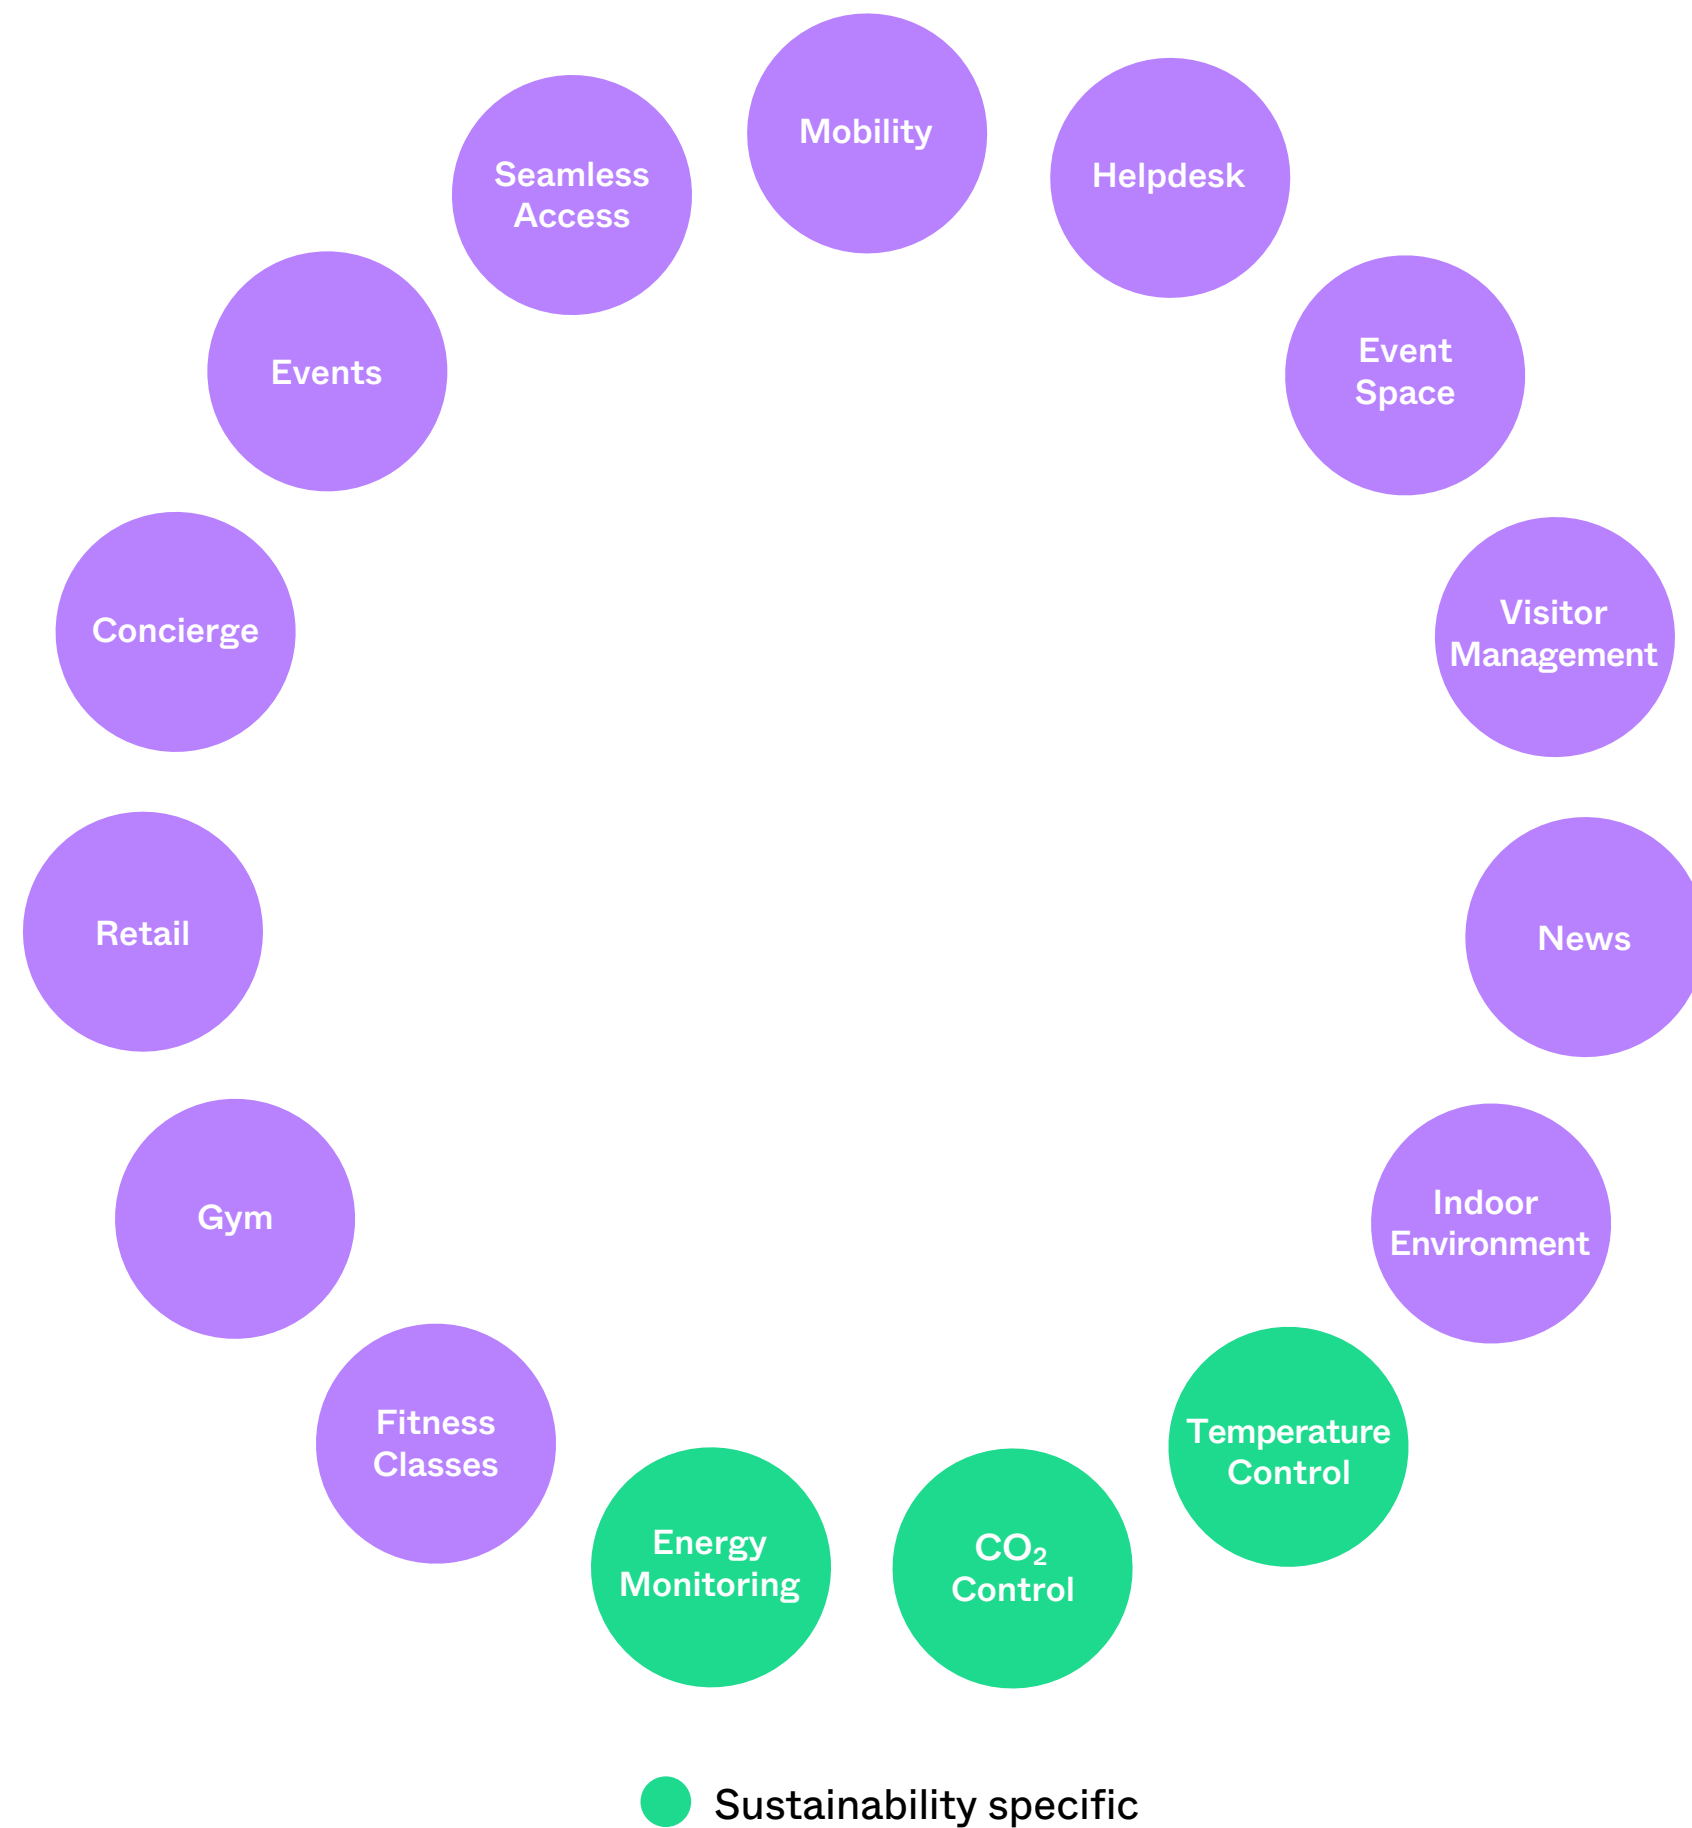 Mobility
Helpdesk
Seamless
Access
Event
Space
Events
Visitor
Management
Concierge
Retail
News
Gym
Indoor
Environment
Fitness
Classes
Temperature
Control
Energy
Monitoring
CO₂
Control
Sustainability specific